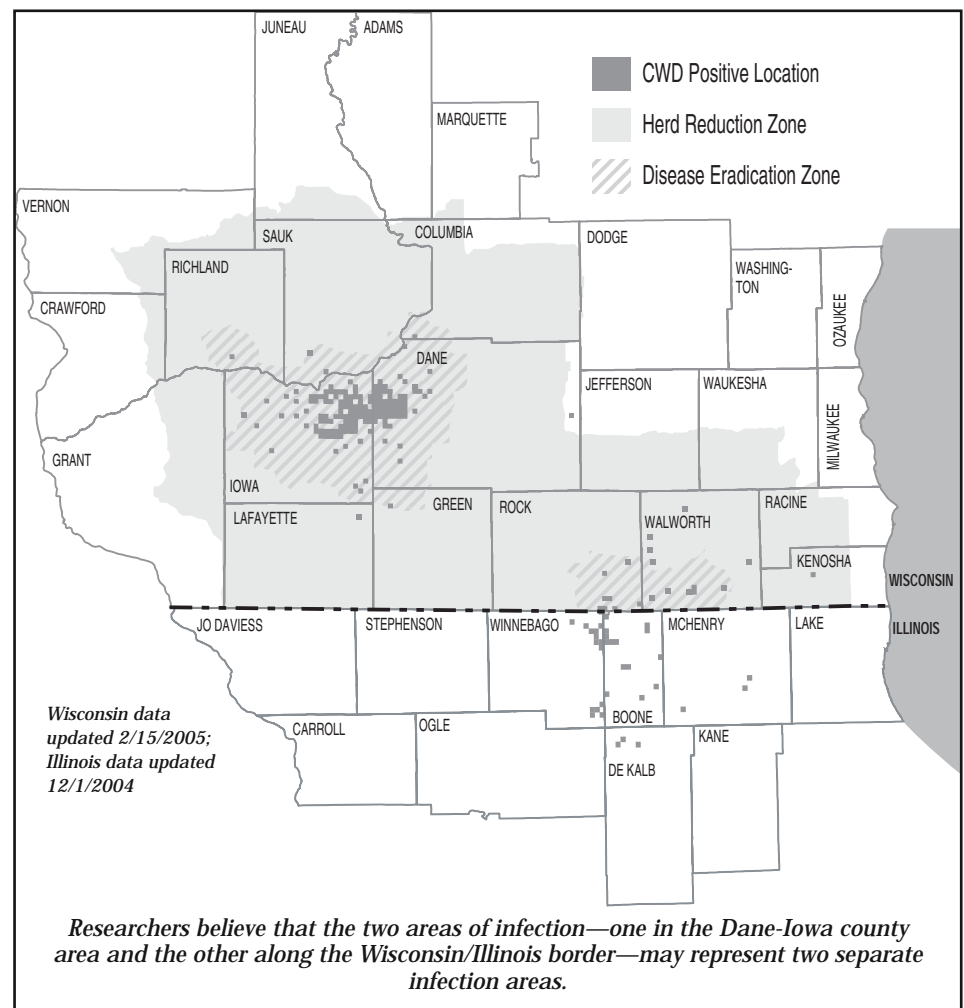 JUNEAU ADAMS
CWD Positive Location
MARQUETTE
Herd Reduction Zone
Disease Eradication Zone
VERNON
SAUK
COLUMBIA
DODGE
RICHLAND
WASHING-
TON
OZAUKEE
CRAWFORD
DANE
JEFFERSON
WAUKESHA
MILWAUKEE
GRANT
IOWA
LAFAYETTE
GREEN
ROCK
RACINE
WALWORTH
KENOSHA
WISCONSIN
JO DAVIESS
STEPHENSON
WINNEBAGO
MCHENRY
LAKE
ILLINOIS
Wisconsin data
updated 2/15/2005;
Illinois data updated
12/1/2004
CARROLL
OGLE
BOONE
KANE
DE KALB
Researchers believe that the two areas of infection—one in the Dane-Iowa county
area and the other along the Wisconsin/Illinois border—may represent two separate
infection areas.